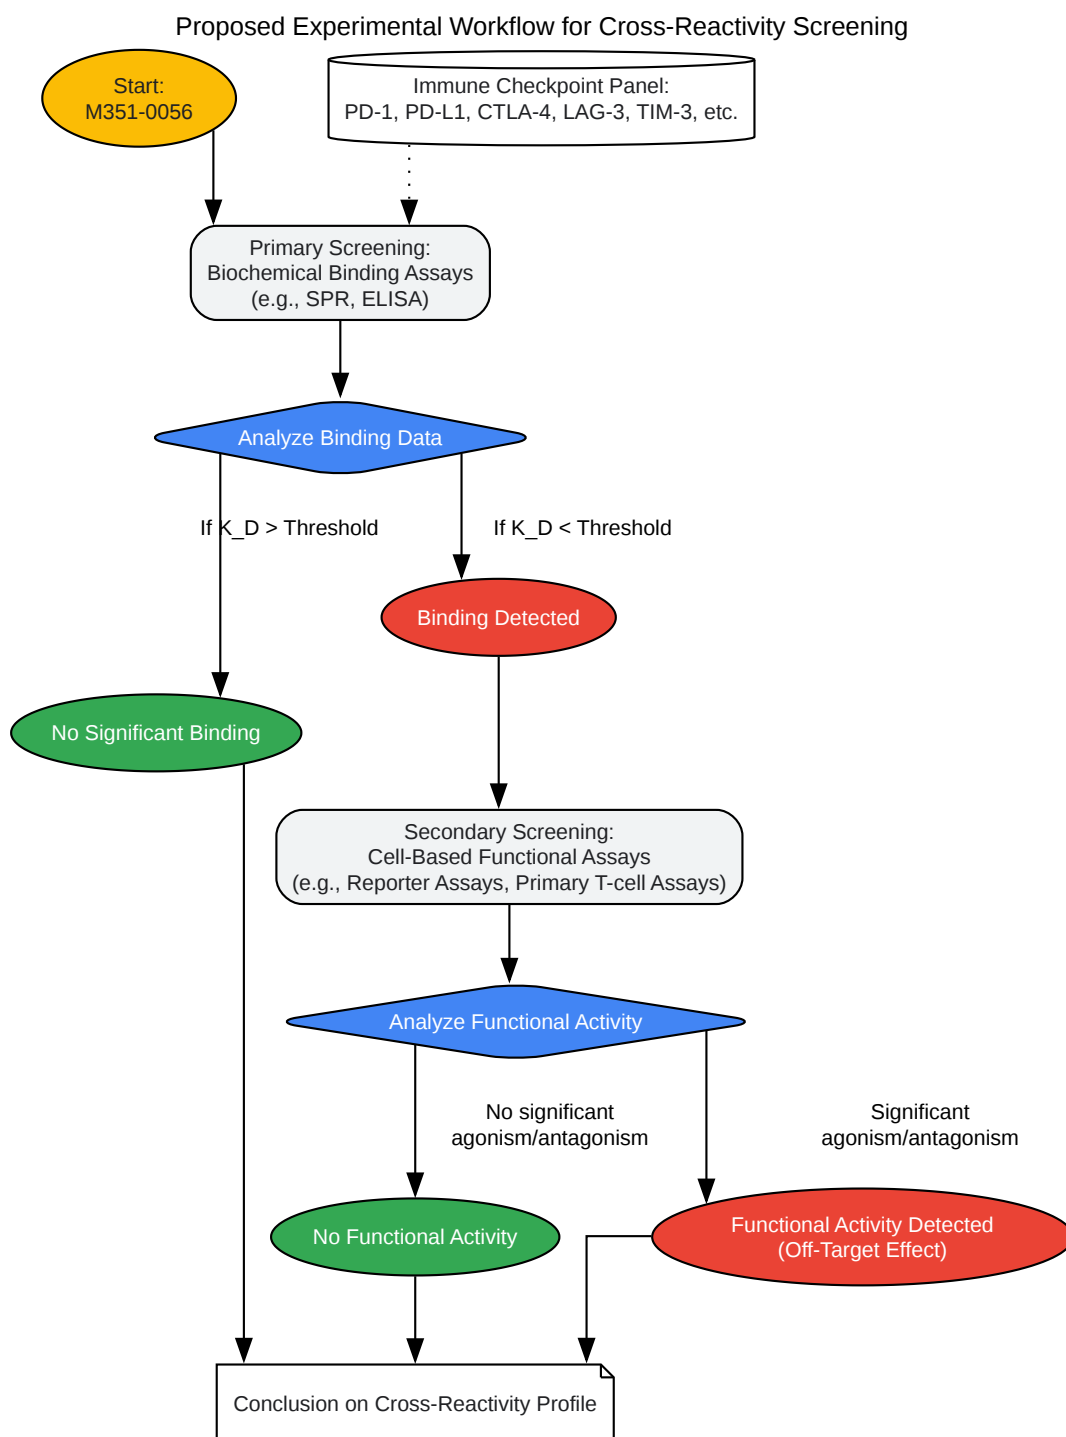 Proposed Experimental Workflow for Cross-Reactivity Screening
Start:
M351-0056
Immune Checkpoint Panel:
PD-1, PD-L1, CTLA-4, LAG-3, TIM-3, etc.
Primary Screening:
Biochemical Binding Assays
(e.g., SPR, ELISA)
Analyze Binding Data
If K_D > Threshold
If K_D < Threshold
Binding Detected
No Significant Binding
Secondary Screening:
Cell-Based Functional Assays
(e.g., Reporter Assays, Primary T-cell Assays)
Analyze Functional Activity
No significant
agonism/antagonism
Significant
agonism/antagonism
No Functional Activity
Functional Activity Detected
(Off-Target Effect)
Conclusion on Cross-Reactivity Profile